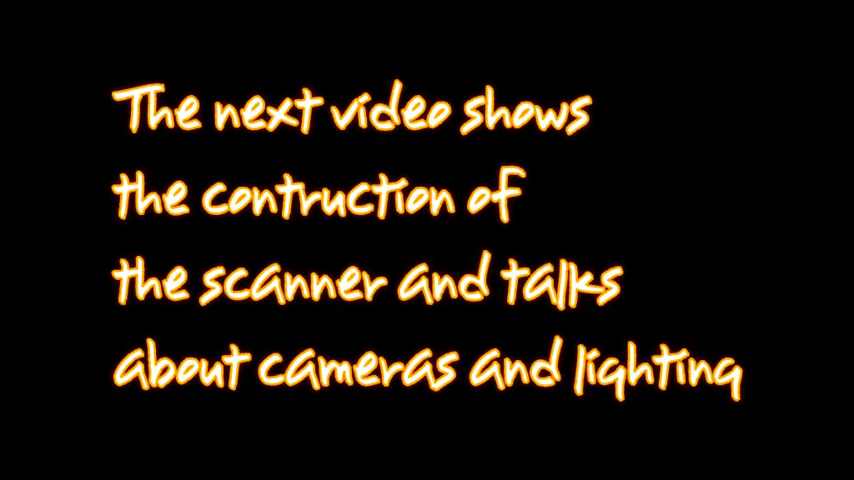 The next video shows
the contruction of
the scanner and talks
about cameras and lighting